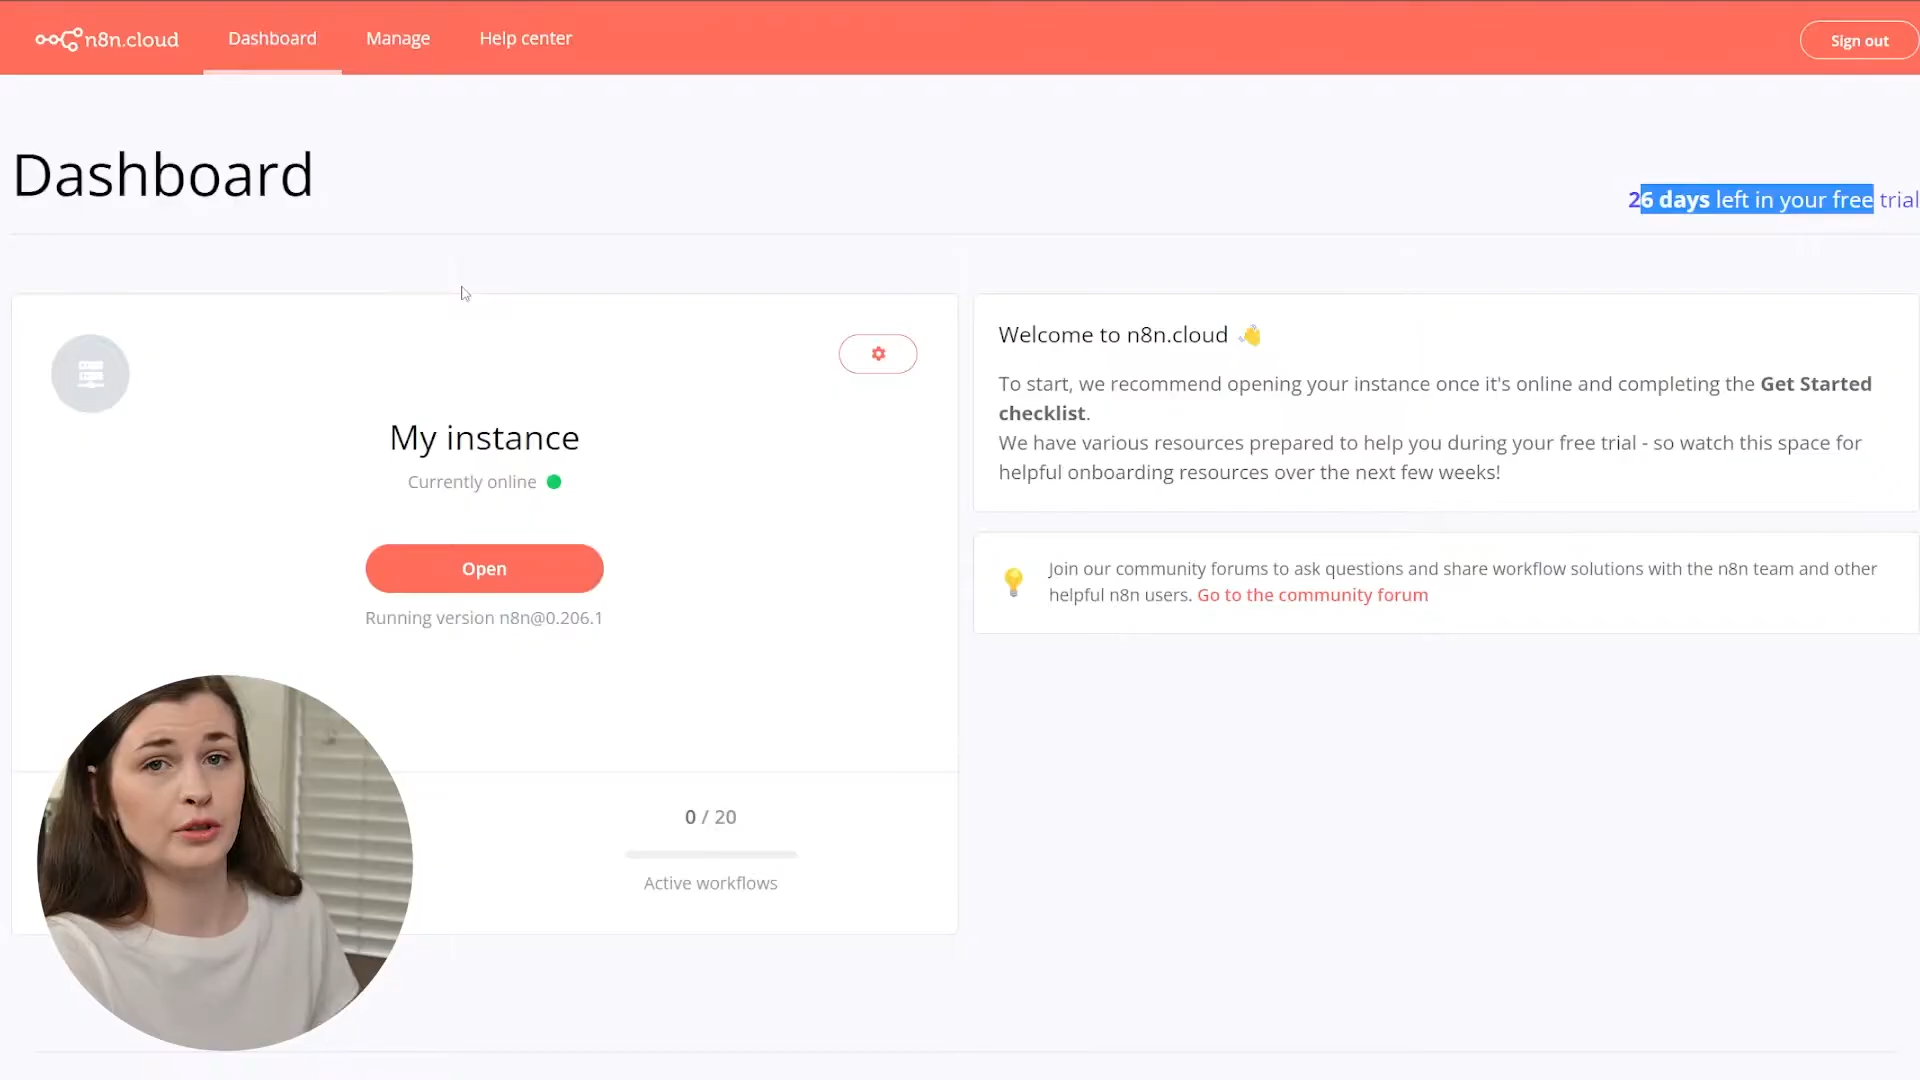 n8n.cloud
Dashboard
Manage
Help center
Sign out
Dashboard
26 days left in your free trial
My instance
Currently online
Open
Running version n8n@0.206.1
0 / 20
Active workflows
Welcome to n8n.cloud 👋
To start, we recommend opening your instance once it's online and completing the Get Started
checklist.
We have various resources prepared to help you during your free trial - so watch this space for
helpful onboarding resources over the next few weeks!
Join our community forums to ask questions and share workflow solutions with the n8n team and other
helpful n8n users. Go to the community forum